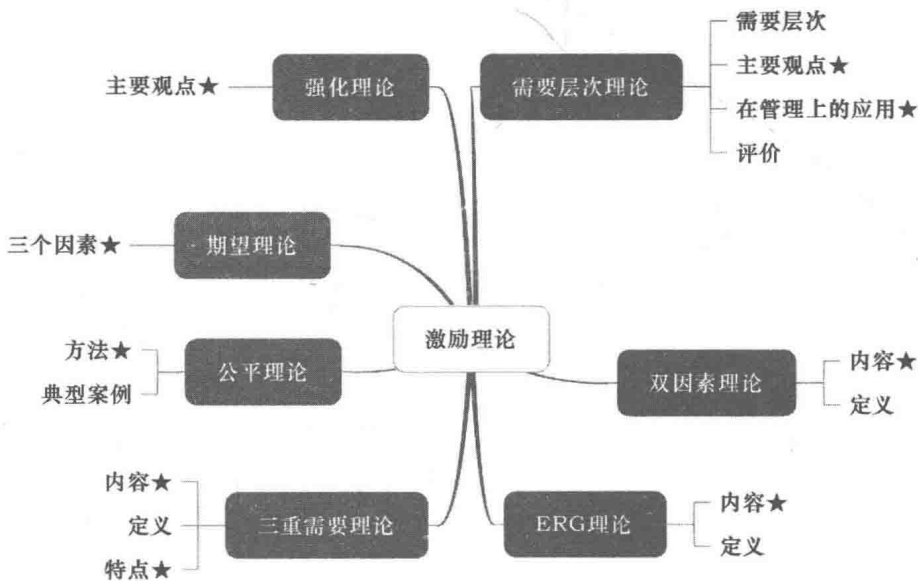 激励理论
需要层次理论
需要层次
主要观点★
在管理上的应用★
评价
双因素理论
内容★
定义
ERG理论
内容★
定义
强化理论
主要观点★
期望理论
三个因素★
公平理论
方法★
典型案例
三重需要理论
内容★
定义
特点★